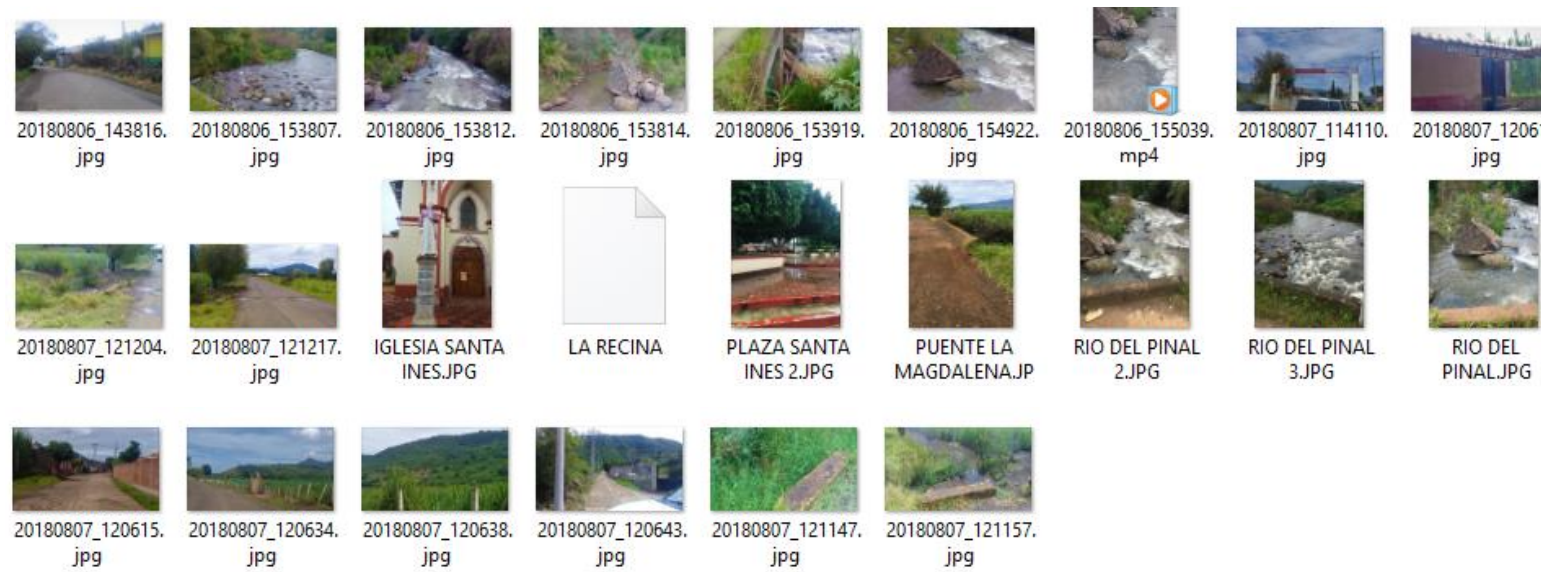 20180806_143816. 20180806_153807. 20180806_153812. 20180806_153814. 20180806_153919. 20180806_154922. 20180806_155039. 20180807_114110. 20180807_1206
jpg jpg jpg jpg jpg jpg mp4 jpg jpg
20180807_121204. 20180807_121217. IGLESIA SANTA LA RECINA PLAZA SANTA PUENTE LA RIO DEL PINAL RIO DEL PINAL RIO DEL
jpg jpg INES.JPG INES 2.JPG MAGDALENA.JP 2.JPG 3.JPG PINAL.JPG
20180807_120615. 20180807_120634. 20180807_120638. 20180807_120643. 20180807_121147. 20180807_121157.
jpg jpg jpg jpg jpg jpg